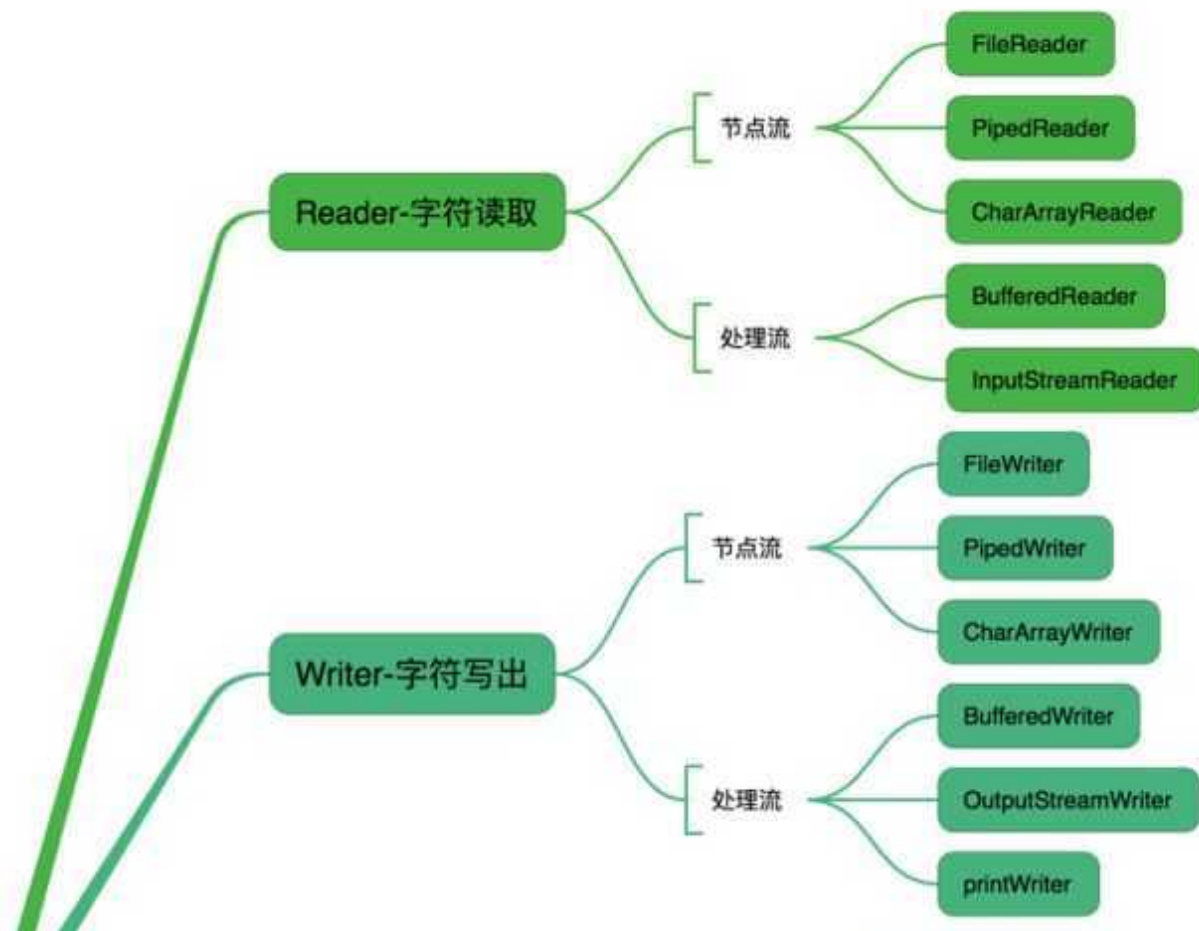 Reader-字符读取
节点流
FileReader
PipedReader
CharArrayReader
处理流
BufferedReader
InputStreamReader
Writer-字符写出
节点流
FileWriter
PipedWriter
CharArrayWriter
处理流
BufferedWriter
OutputStreamWriter
printWriter